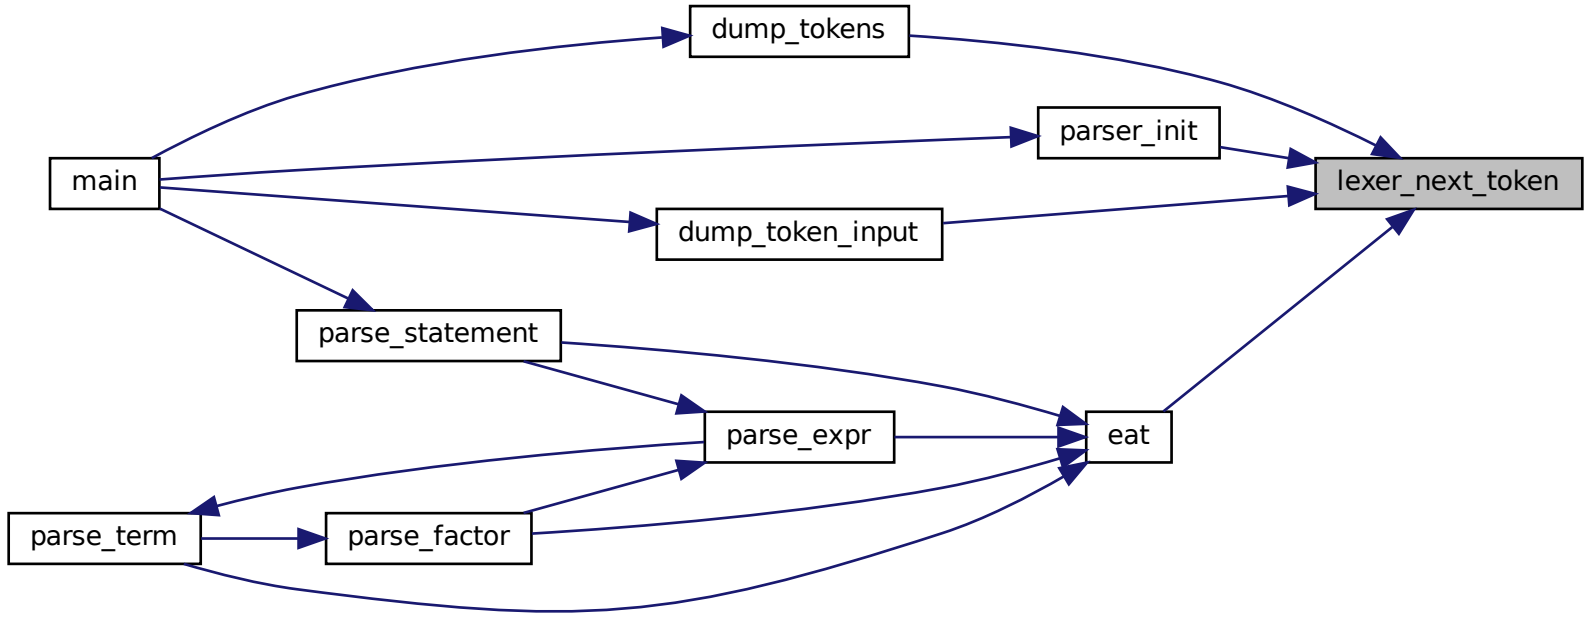 dump_tokens
parser_init
main
lexer_next_token
dump_token_input
parse_statement
parse_expr
eat
parse_term
parse_factor